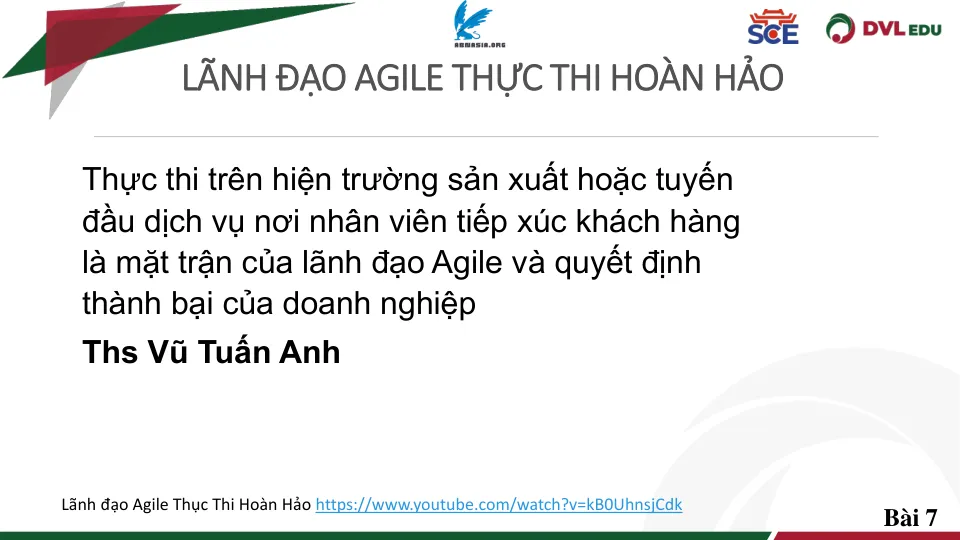 AHMASIA.ORG
SCE
DVL EDU
LÃNH ĐẠO AGILE THỰC THI HOÀN HẢO
Thực thi trên hiện trường sản xuất hoặc tuyến
đầu dịch vụ nơi nhân viên tiếp xúc khách hàng
là mặt trận của lãnh đạo Agile và quyết định
thành bại của doanh nghiệp
Ths Vũ Tuấn Anh
Lãnh đạo Agile Thục Thi Hoàn Hảo https://www.youtube.com/watch?v=kB0UhnsjCdk
Bài 7